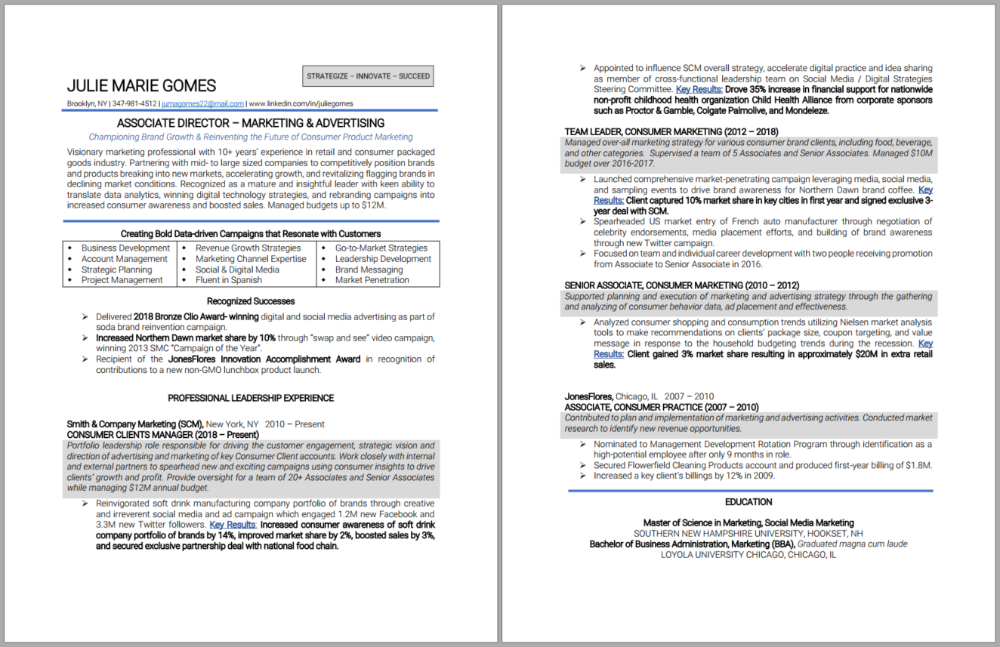 JULIE MARIE GOMES
STRATEGIZE – INNOVATE – SUCCEED
Brooklyn, NY | 347-981-4512 | jumagomes22@mail.com | www.linkedin.com/in/juliegomes
ASSOCIATE DIRECTOR – MARKETING & ADVERTISING
Championing Brand Growth & Reinventing the Future of Consumer Product Marketing
Visionary marketing professional with 10+ years’ experience in retail and consumer packaged
goods industry. Partnering with mid- to large sized companies to competitively position brands
and products breaking into new markets, accelerating growth, and revitalizing flagging brands in
declining market conditions. Recognized as a mature and insightful leader with keen ability to
translate data analytics, winning digital technology strategies, and rebranding campaigns into
increased consumer awareness and boosted sales. Managed budgets up to $12M.
Creating Bold Data-driven Campaigns that Resonate with Customers
◆ Business Development ◆ Revenue Growth Strategies ◆ Go-to-Market Strategies
◆ Account Management ◆ Marketing Channel Expertise ◆ Leadership Development
◆ Strategic Planning ◆ Social & Digital Media ◆ Brand Messaging
◆ Project Management ◆ Fluent in Spanish ◆ Market Penetration
Recognized Successes
➢ Delivered 2018 Bronze Clio Award- winning digital and social media advertising as part of
soda brand reinvention campaign.
➢ Increased Northern Dawn market share by 10% through “swap and see” video campaign,
winning 2013 SMC “Campaign of the Year”.
➢ Recipient of the JonesFlores Innovation Accomplishment Award in recognition of
contributions to a new non-GMO lunchbox product launch.
PROFESSIONAL LEADERSHIP EXPERIENCE
Smith & Company Marketing (SCM), New York, NY 2010 – Present
CONSUMER CLIENTS MANAGER (2018 – Present)
Portfolio leadership role responsible for driving the customer engagement, strategic vision and
direction of advertising and marketing of key Consumer Client accounts. Work closely with internal
and external partners to spearhead new and exciting campaigns using consumer insights to drive
clients’ growth and profit. Provide oversight for a team of 20+ Associates and Senior Associates
while managing $12M annual budget.
➢ Reinvigorated soft drink manufacturing company portfolio of brands through creative
and irreverent social media and ad campaign which engaged 1.2M new Facebook and
3.3M new Twitter followers. Key Results: Increased consumer awareness of soft drink
company portfolio of brands by 14%, improved market share by 2%, boosted sales by 3%,
and secured exclusive partnership deal with national food chain.
➢ Appointed to influence SCM overall strategy, accelerate digital practice and idea sharing
as member of cross-functional leadership team on Social Media / Digital Strategies
Steering Committee. Key Results: Drove 35% increase in financial support for nationwide
non-profit childhood health organization Child Health Alliance from corporate sponsors
such as Proctor & Gamble, Colgate Palmolive, and Mondeleze.
TEAM LEADER, CONSUMER MARKETING (2012 – 2018)
Managed over-all marketing strategy for various consumer brand clients, including food, beverage,
and other categories. Supervised a team of 5 Associates and Senior Associates. Managed $10M
budget over 2016-2017.
➢ Launched comprehensive market-penetrating campaign leveraging media, social media,
and sampling events to drive brand awareness for Northern Dawn brand coffee. Key
Results: Client captured 10% market share in key cities in first year and signed exclusive 3-
year deal with SCM.
➢ Spearheaded US market entry of French auto manufacturer through negotiation of
celebrity endorsements, media placement efforts, and building of brand awareness
through new Twitter campaign.
➢ Focused on team and individual career development with two people receiving promotion
from Associate to Senior Associate in 2016.
SENIOR ASSOCIATE, CONSUMER MARKETING (2010 – 2012)
Supported planning and execution of marketing and advertising strategy through the gathering
and analyzing of consumer behavior data, ad placement and effectiveness.
➢ Analyzed consumer shopping and consumption trends utilizing Nielsen market analysis
tools to make recommendations on clients’ package size, coupon targeting, and value
message in response to the household budgeting trends during the recession. Key
Results: Client gained 3% market share resulting in approximately $20M in extra retail
sales.
JonesFlores, Chicago, IL 2007 – 2010
ASSOCIATE, CONSUMER PRACTICE (2007 – 2010)
Contributed to plan and implementation of marketing and advertising activities. Conducted market
research to identify new revenue opportunities.
➢ Nominated to Management Development Rotation Program through identification as a
high-potential employee after only 9 months in role.
➢ Secured Flowerfield Cleaning Products account and produced first-year billing of $1.8M.
➢ Increased a key client’s billings by 12% in 2009.
EDUCATION
Master of Science in Marketing, Social Media Marketing
SOUTHERN NEW HAMPSHIRE UNIVERSITY, HOOKSET, NH
Bachelor of Business Administration, Marketing (BBA), Graduated magna cum laude
LOYOLA UNIVERSITY CHICAGO, CHICAGO, IL